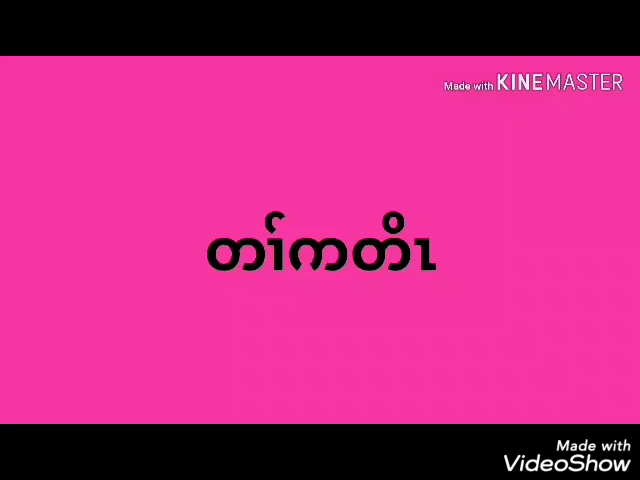 Made with KINEMASTER
တၢ်ကတိၤ
Made with
VideoShow